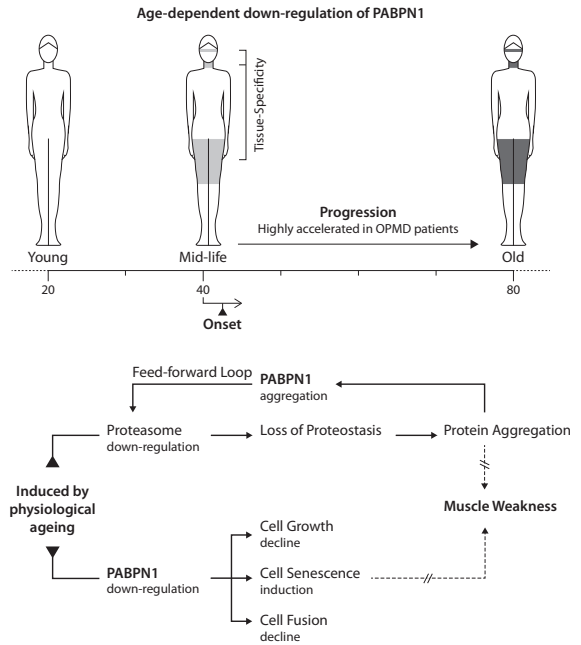 Age-dependent down-regulation of PABPN1
Tissue-Specificity
Progression
Highly accelerated in OPMD patients
Young
Mid-life
Old
20
40
80
Onset
Feed-forward Loop
PABPN1
aggregation
Proteasome
down-regulation
Loss of Proteostasis
Protein Aggregation
Induced by
physiological
ageing
Muscle Weakness
Cell Growth
decline
PABPN1
down-regulation
Cell Senescence
induction
Cell Fusion
decline